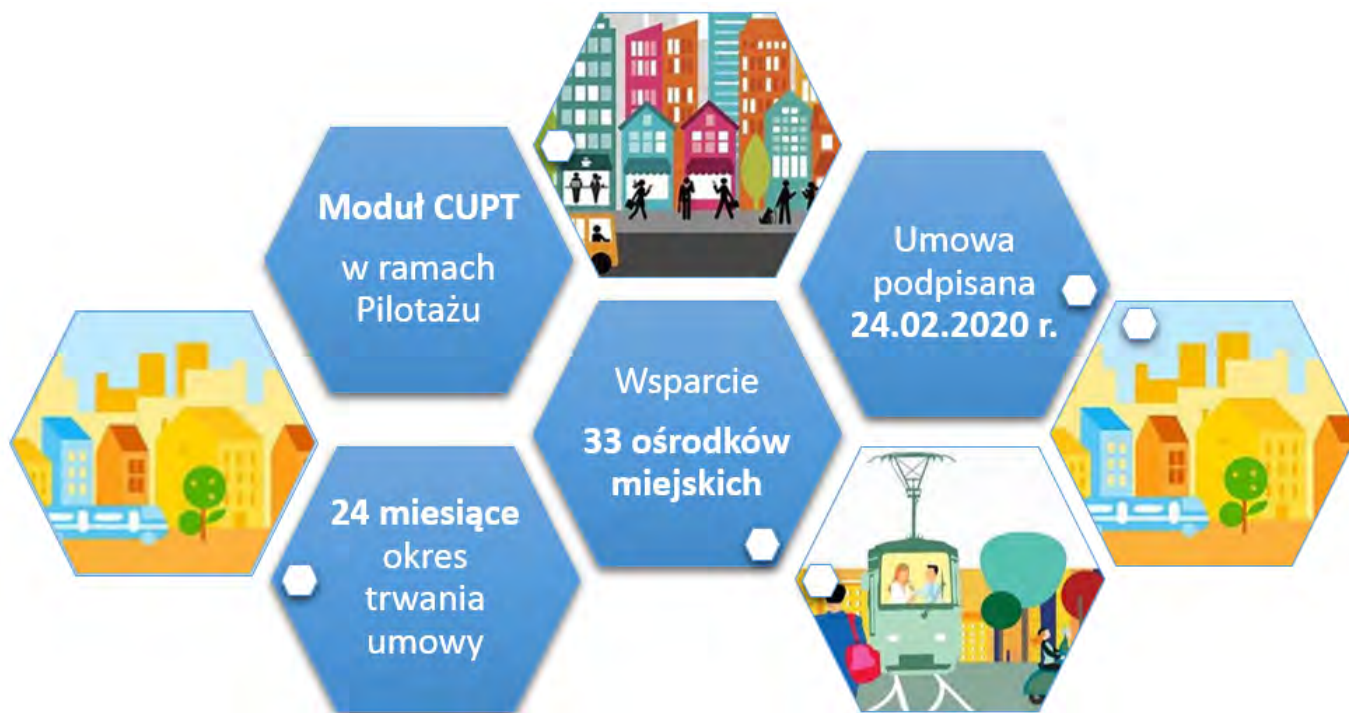 Moduł CUPT
w ramach
Pilotażu
Umowa
podpisana
24.02.2020 r.
Wsparcie
33 ośrodków
miejskich
24 miesiące
okres
trwania
umowy